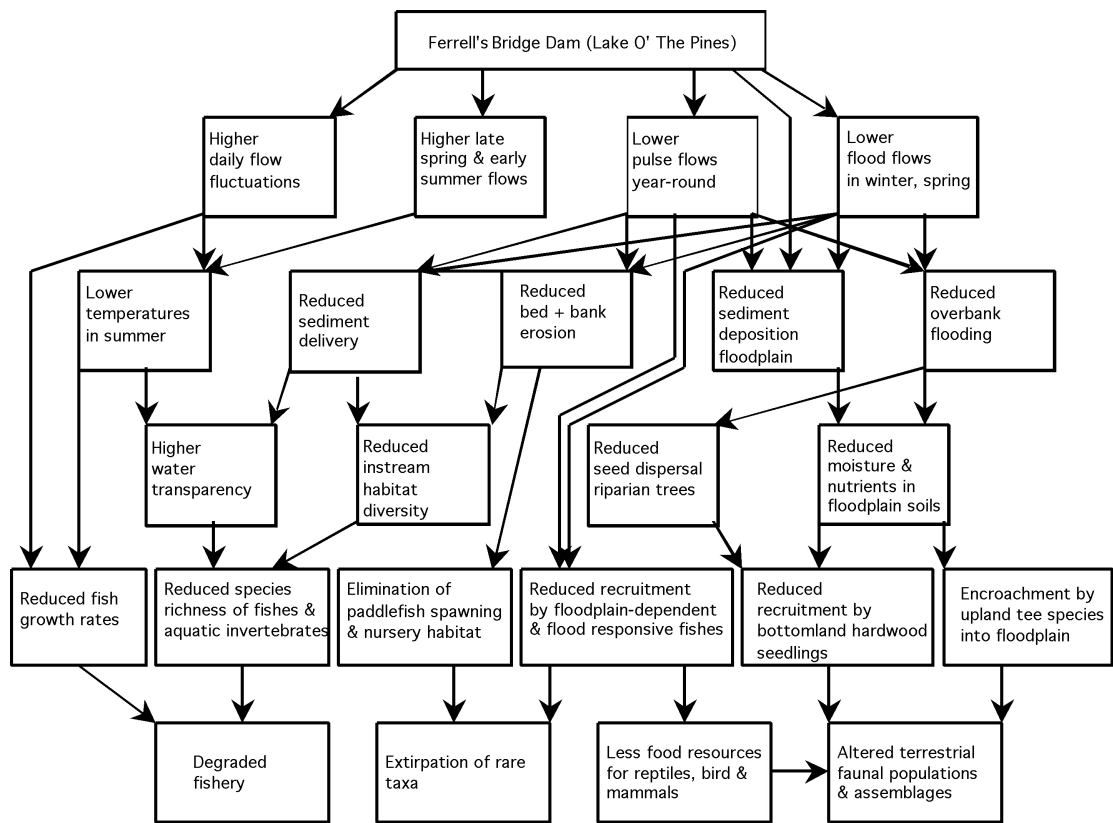 Ferrell's Bridge Dam (Lake O' The Pines)
Higher
daily flow
fluctuations
Higher late
spring & early
summer flows
Lower
pulse flows
year-round
Lower
flood flows
in winter, spring
Lower
temperatures
in summer
Reduced
sediment
delivery
Reduced
bed + bank
erosion
Reduced
sediment
deposition
floodplain
Reduced
overbank
flooding
Higher
water
transparency
Reduced
instream
habitat
diversity
Reduced
seed dispersal
riparian trees
Reduced
moisture &
nutrients in
floodplain soils
Reduced fish
growth rates
Reduced species
richness of fishes &
aquatic invertebrates
Elimination of
paddlefish spawning
& nursery habitat
Reduced recruitment
by floodplain-dependent
& flood responsive fishes
Reduced
recruitment by
bottomland hardwood
seedlings
Encroachment by
upland tee species
into floodplain
Degraded
fishery
Extirpation of rare
taxa
Less food resources
for reptiles, bird &
mammals
Altered terrestrial
faunal populations
& assemblages